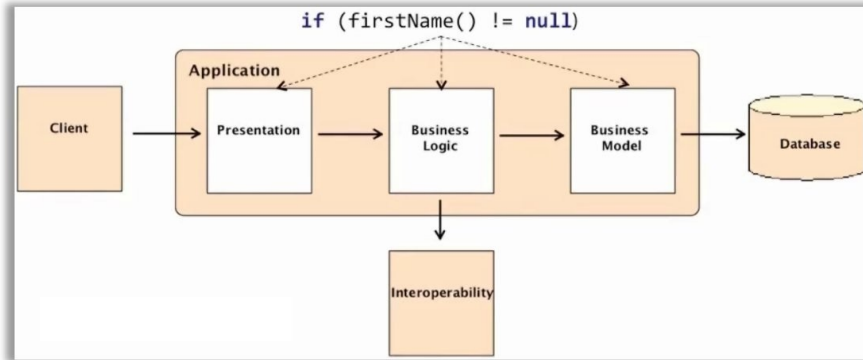 if (firstName() != null)
Application
Client
Presentation
Business
Logic
Business
Model
Database
Interoperability